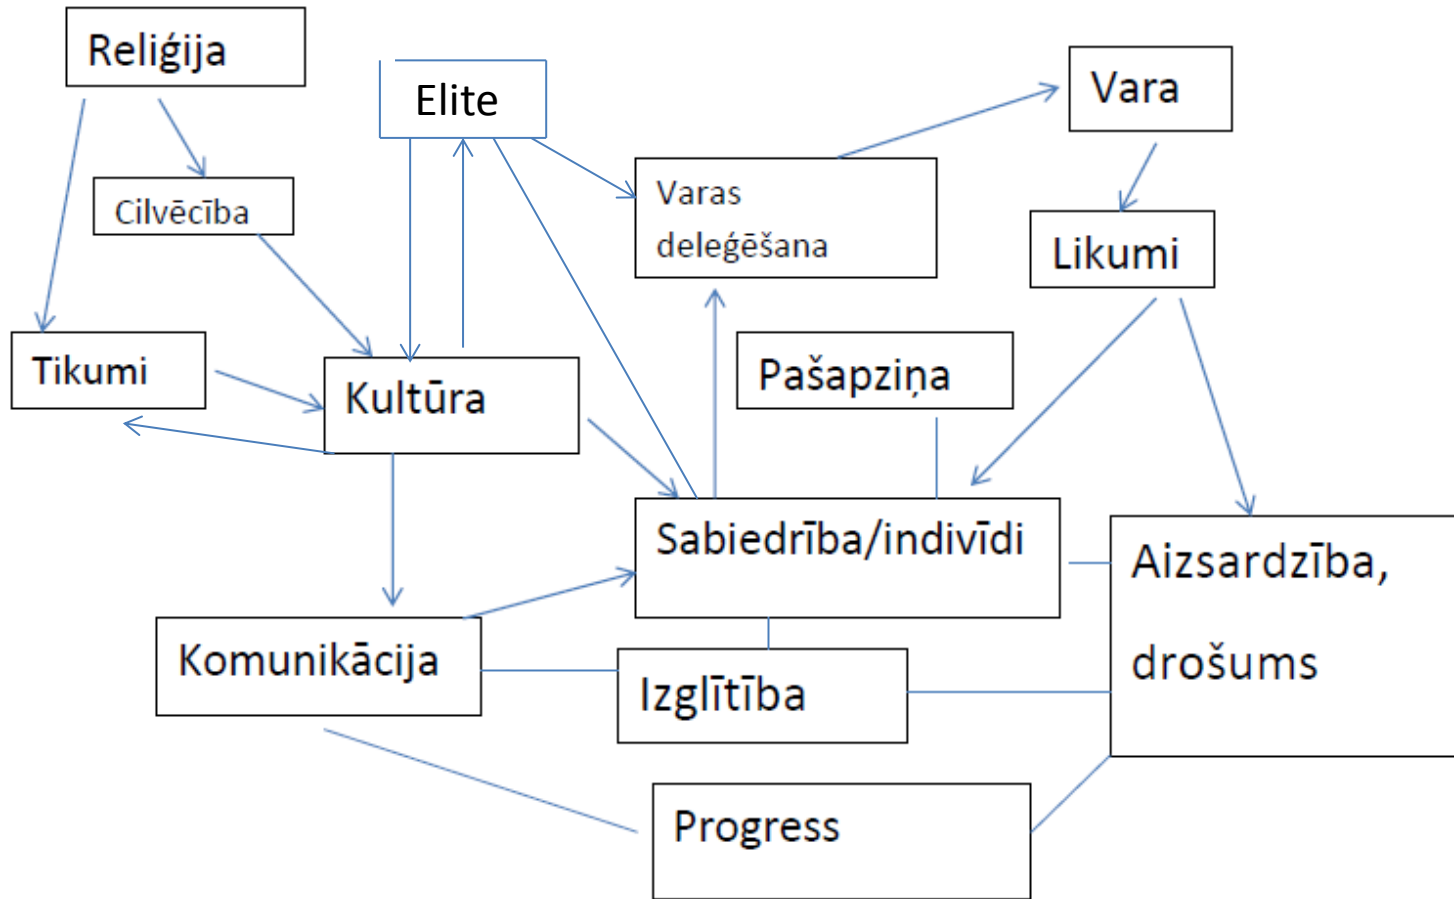 Reliģija
Elite
Vara
Cilvēcība
Varas
deleģēšana
Likumi
Tikumi
Kultūra
Pašapziņa
Sabiedrība/indivīdi
Aizsardzība,
drošums
Komunikācija
Izglītība
Progress